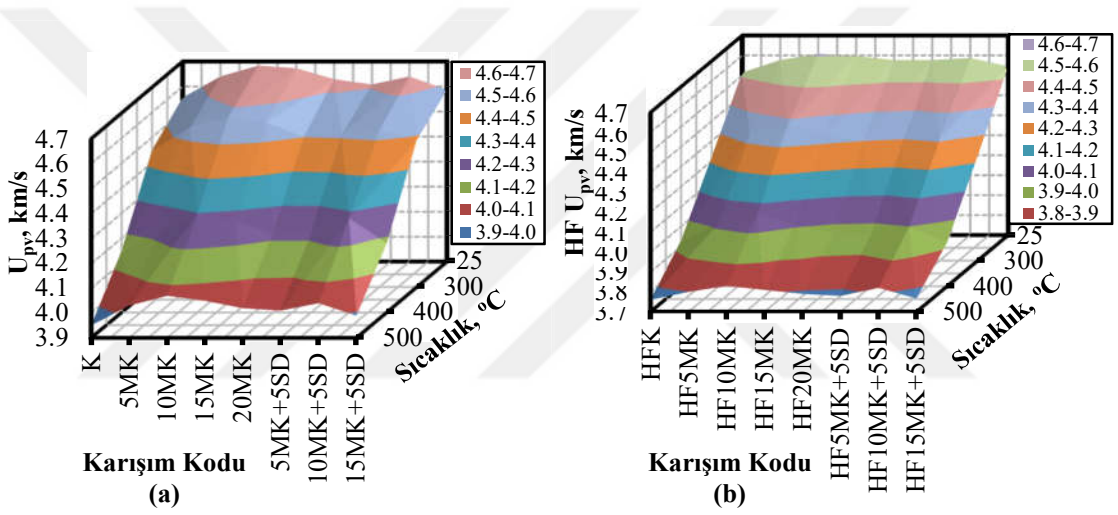 4.6-4.7
4.5-4.6
4.4-4.5
4.3-4.4
4.2-4.3
4.1-4.2
4.0-4.1
3.9-4.0
U_pv, km/s
4.7
4.6
4.5
4.4
4.3
4.2
4.1
4.0
3.9
25
300
400
500
Sıcaklık, ºC
K
5MK
10MK
15MK
20MK
5MK+5SD
10MK+5SD
15MK+5SD
Karışım Kodu
(a)
4.6-4.7
4.5-4.6
4.4-4.5
4.3-4.4
4.2-4.3
4.1-4.2
4.0-4.1
3.9-4.0
3.8-3.9
HF U_pv, km/s
4.7
4.6
4.5
4.4
4.3
4.2
4.1
4.0
3.9
3.8
3.7
25
300
400
500
Sıcaklık, ºC
HFK
HF5MK
HF10MK
HF15MK
HF20MK
HF5MK+5SD
HF10MK+5SD
HF15MK+5SD
Karışım Kodu
(b)